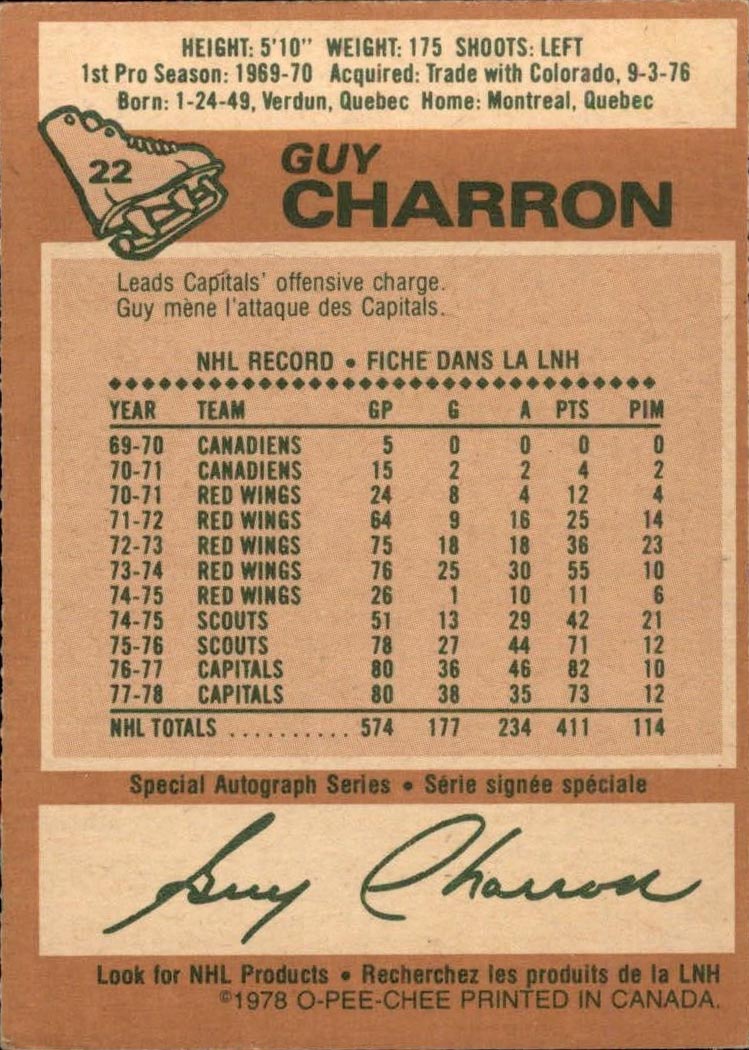 HEIGHT: 5'10" WEIGHT: 175 SHOOTS: LEFT
1st Pro Season: 1969-70 Acquired: Trade with Colorado, 9-3-76
Born: 1-24-49, Verdun, Quebec Home: Montreal, Quebec
22
GUY
CHARRON
Leads Capitals' offensive charge.
Guy mène l'attaque des Capitals.
NHL RECORD • FICHE DANS LA LNH
YEAR TEAM GP G A PTS PIM
69-70 CANADIENS 5 0 0 0 0
70-71 CANADIENS 15 2 2 4 2
70-71 RED WINGS 24 8 4 12 4
71-72 RED WINGS 64 9 16 25 14
72-73 RED WINGS 75 18 18 36 23
73-74 RED WINGS 76 25 30 55 10
74-75 RED WINGS 26 1 10 11 6
74-75 SCOUTS 51 13 29 42 21
75-76 SCOUTS 78 27 44 71 12
76-77 CAPITALS 80 36 46 82 10
77-78 CAPITALS 80 38 35 73 12
NHL TOTALS .......... 574 177 234 411 114
Special Autograph Series • Série signée spéciale
Guy Charron
Look for NHL Products • Recherchez les produits de la LNH
©1978 O-PEE-CHEE PRINTED IN CANADA.